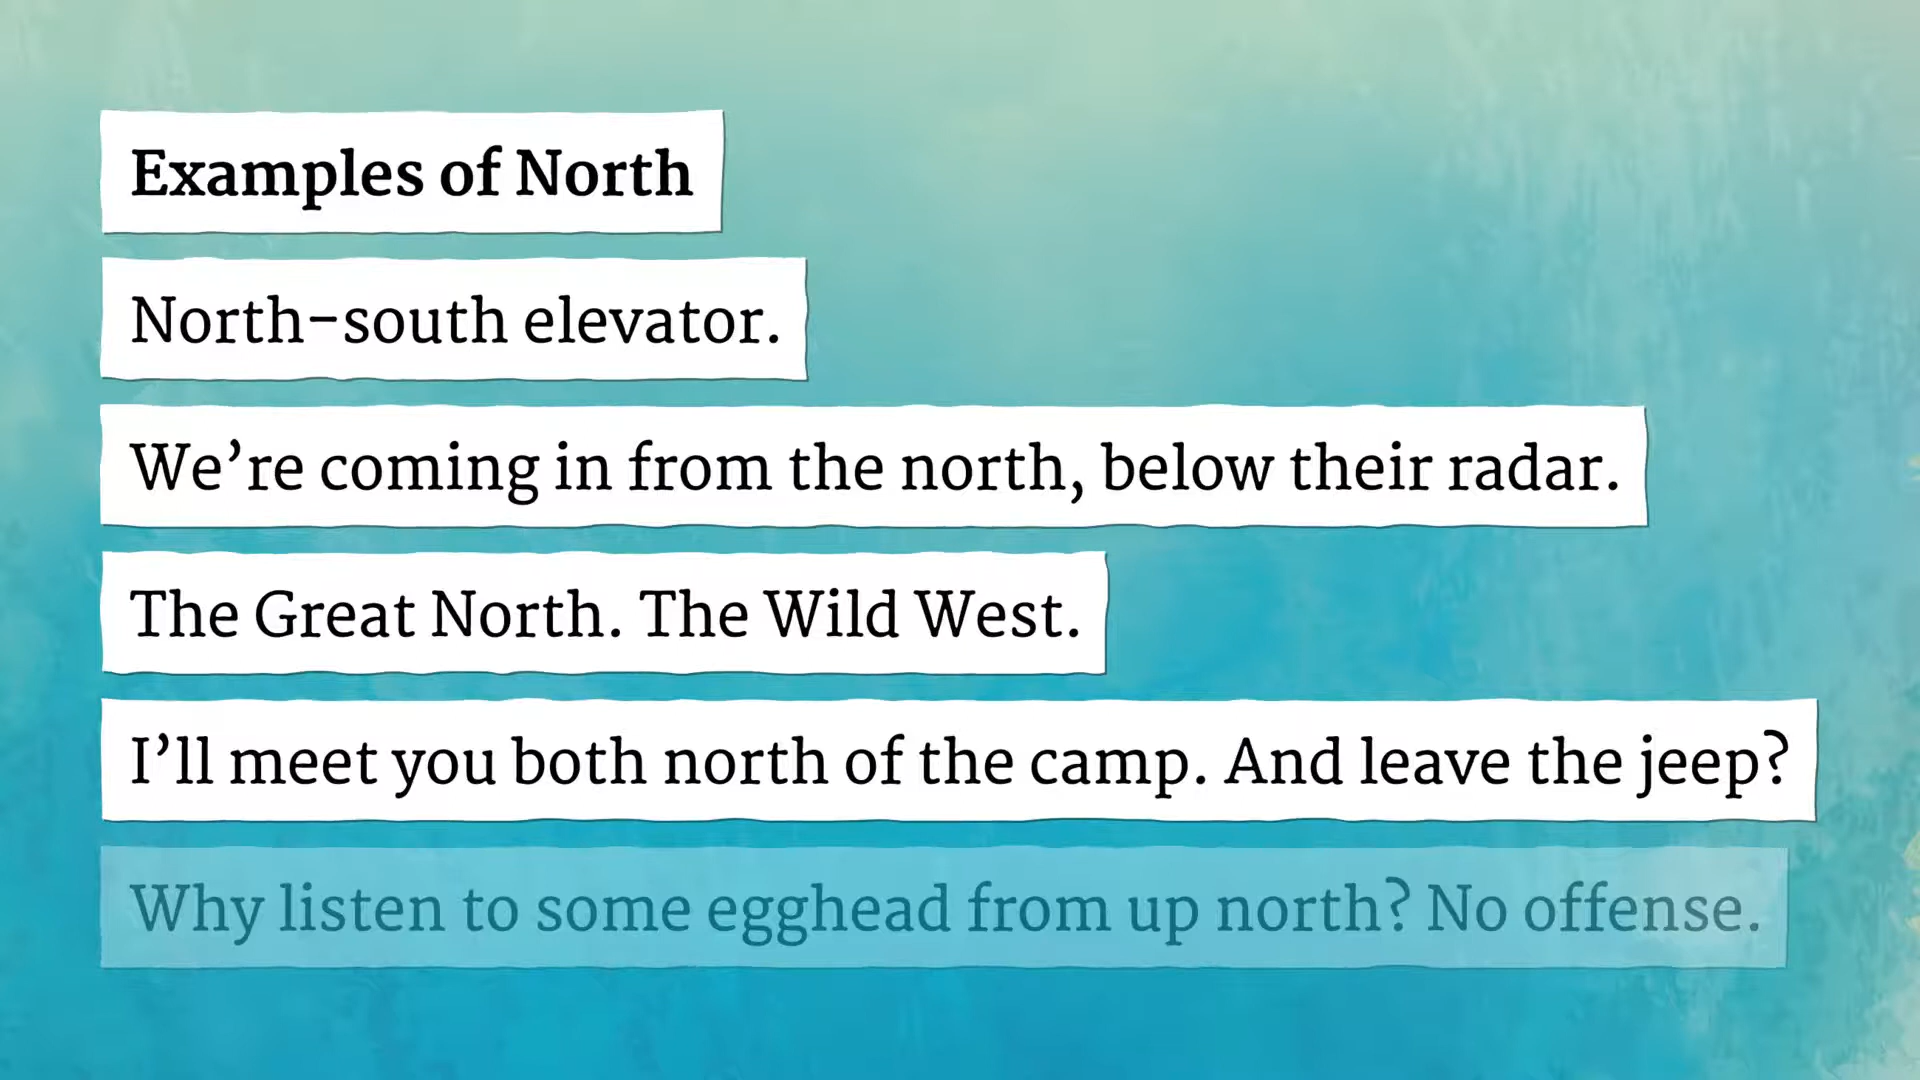 Examples of North
North-south elevator.
We’re coming in from the north, below their radar.
The Great North. The Wild West.
I’ll meet you both north of the camp. And leave the jeep?
Why listen to some egghead from up north? No offense.